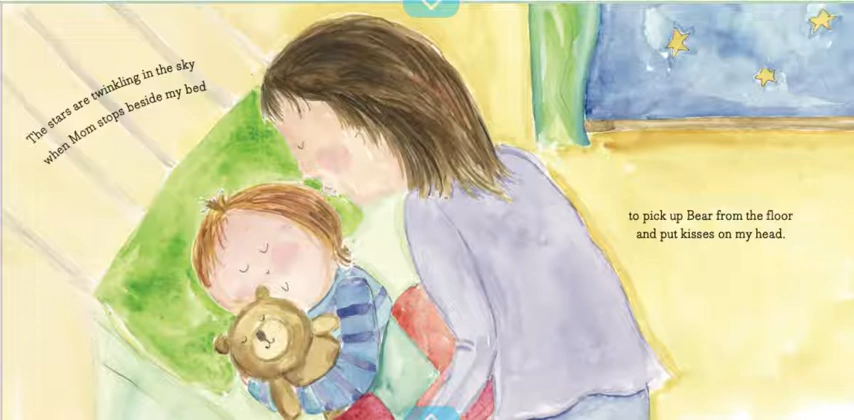 The stars are twinkling in the sky
when Mom stops beside my bed
to pick up Bear from the floor
and put kisses on my head.